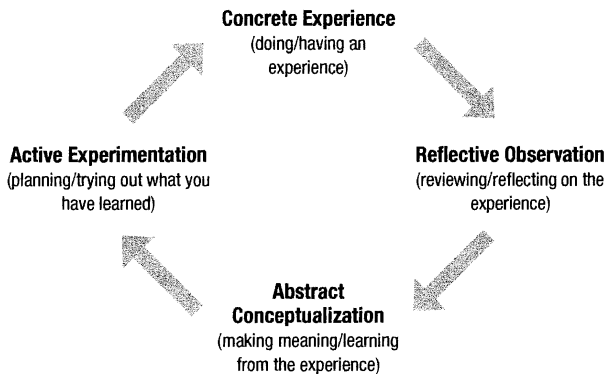 Concrete Experience
(doing/having an
experience)
Active Experimentation
(planning/trying out what you
have learned)
Reflective Observation
(reviewing/reflecting on the
experience)
Abstract
Conceptualization
(making meaning/learning
from the experience)